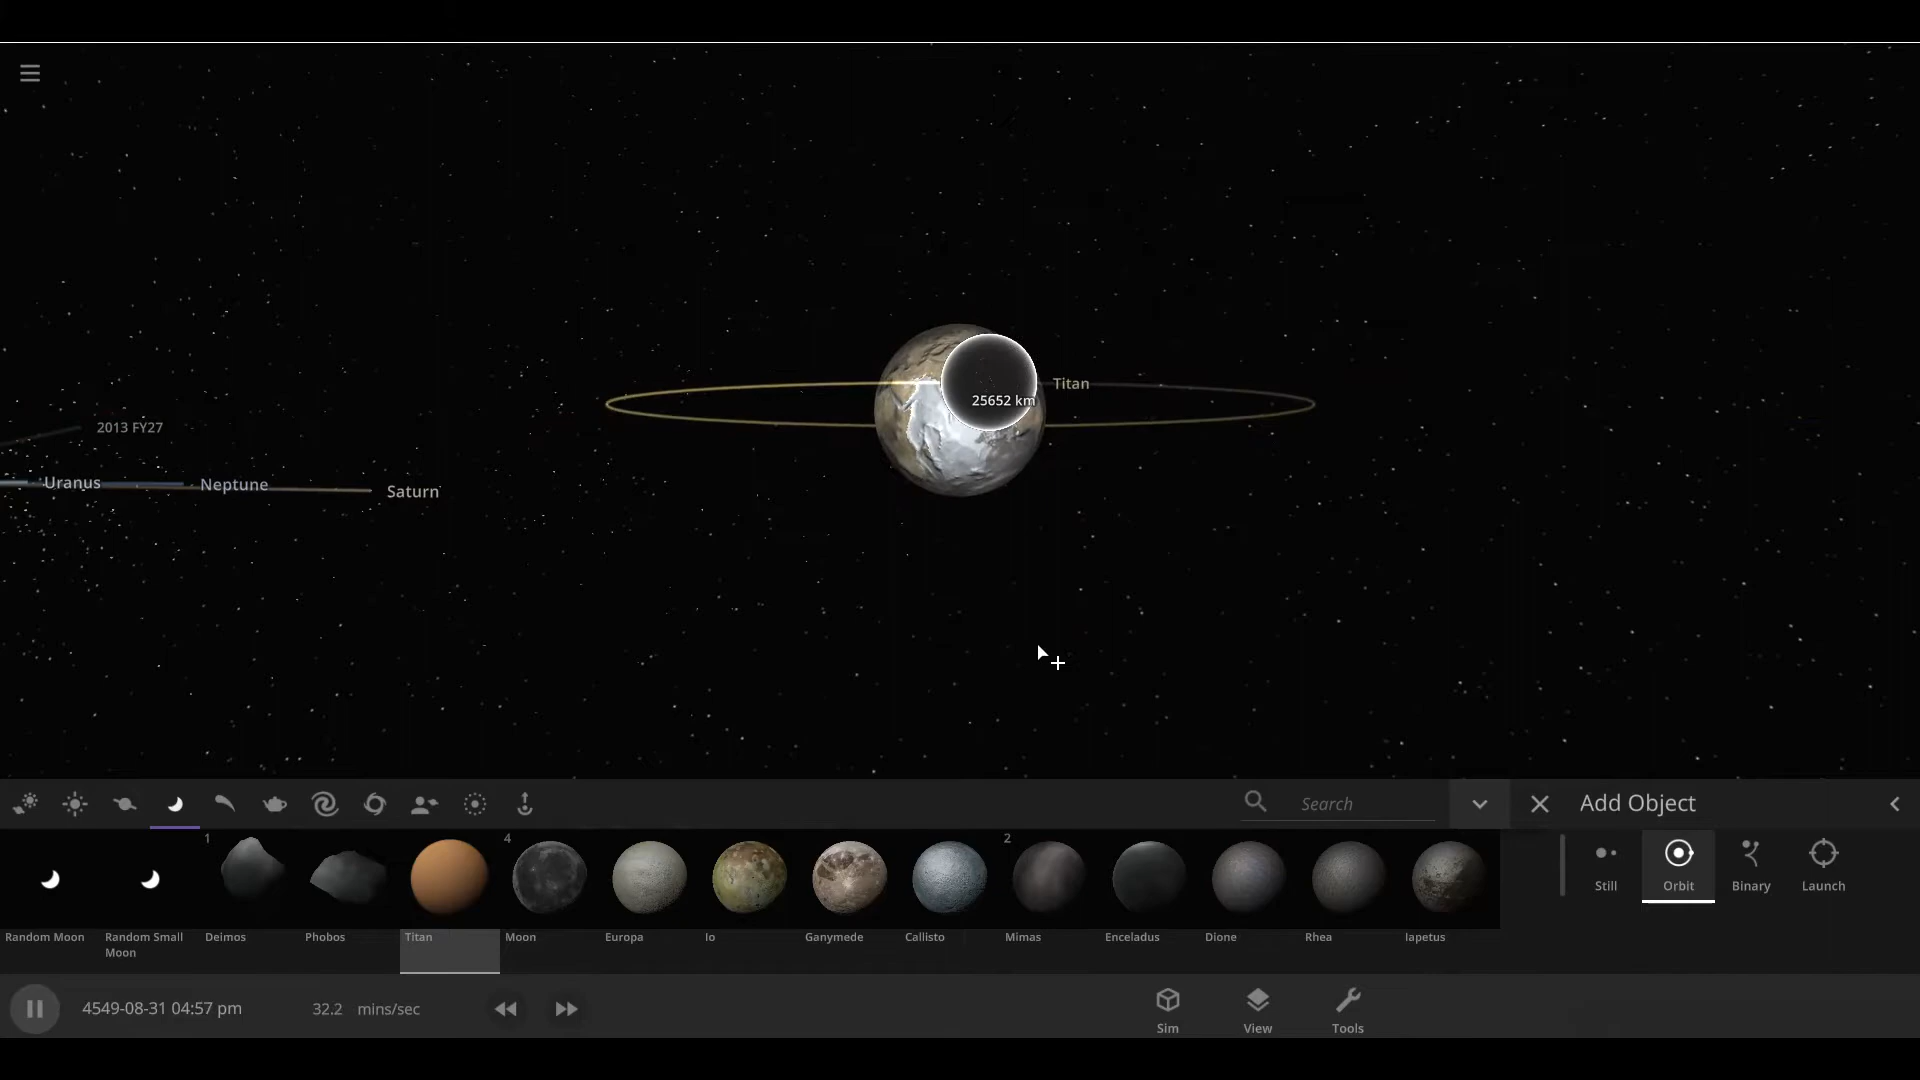 Titan
25652 km
2013 FY27
Uranus
Neptune
Saturn
Search
Add Object
1
4
2
Still
Orbit
Binary
Launch
Random Moon
Random Small
Moon
Deimos
Phobos
Titan
Moon
Europa
Io
Ganymede
Callisto
Mimas
Enceladus
Dione
Rhea
Iapetus
4549-08-31 04:57 pm
32.2 mins/sec
Sim
View
Tools